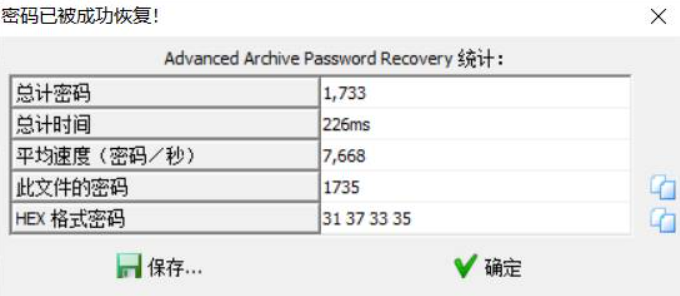 密码已被成功恢复!
Advanced Archive Password Recovery 统计:
总计密码 1,733
总计时间 226ms
平均速度（密码／秒） 7,668
此文件的密码 1735
HEX 格式密码 31 37 33 35
保存... 确定